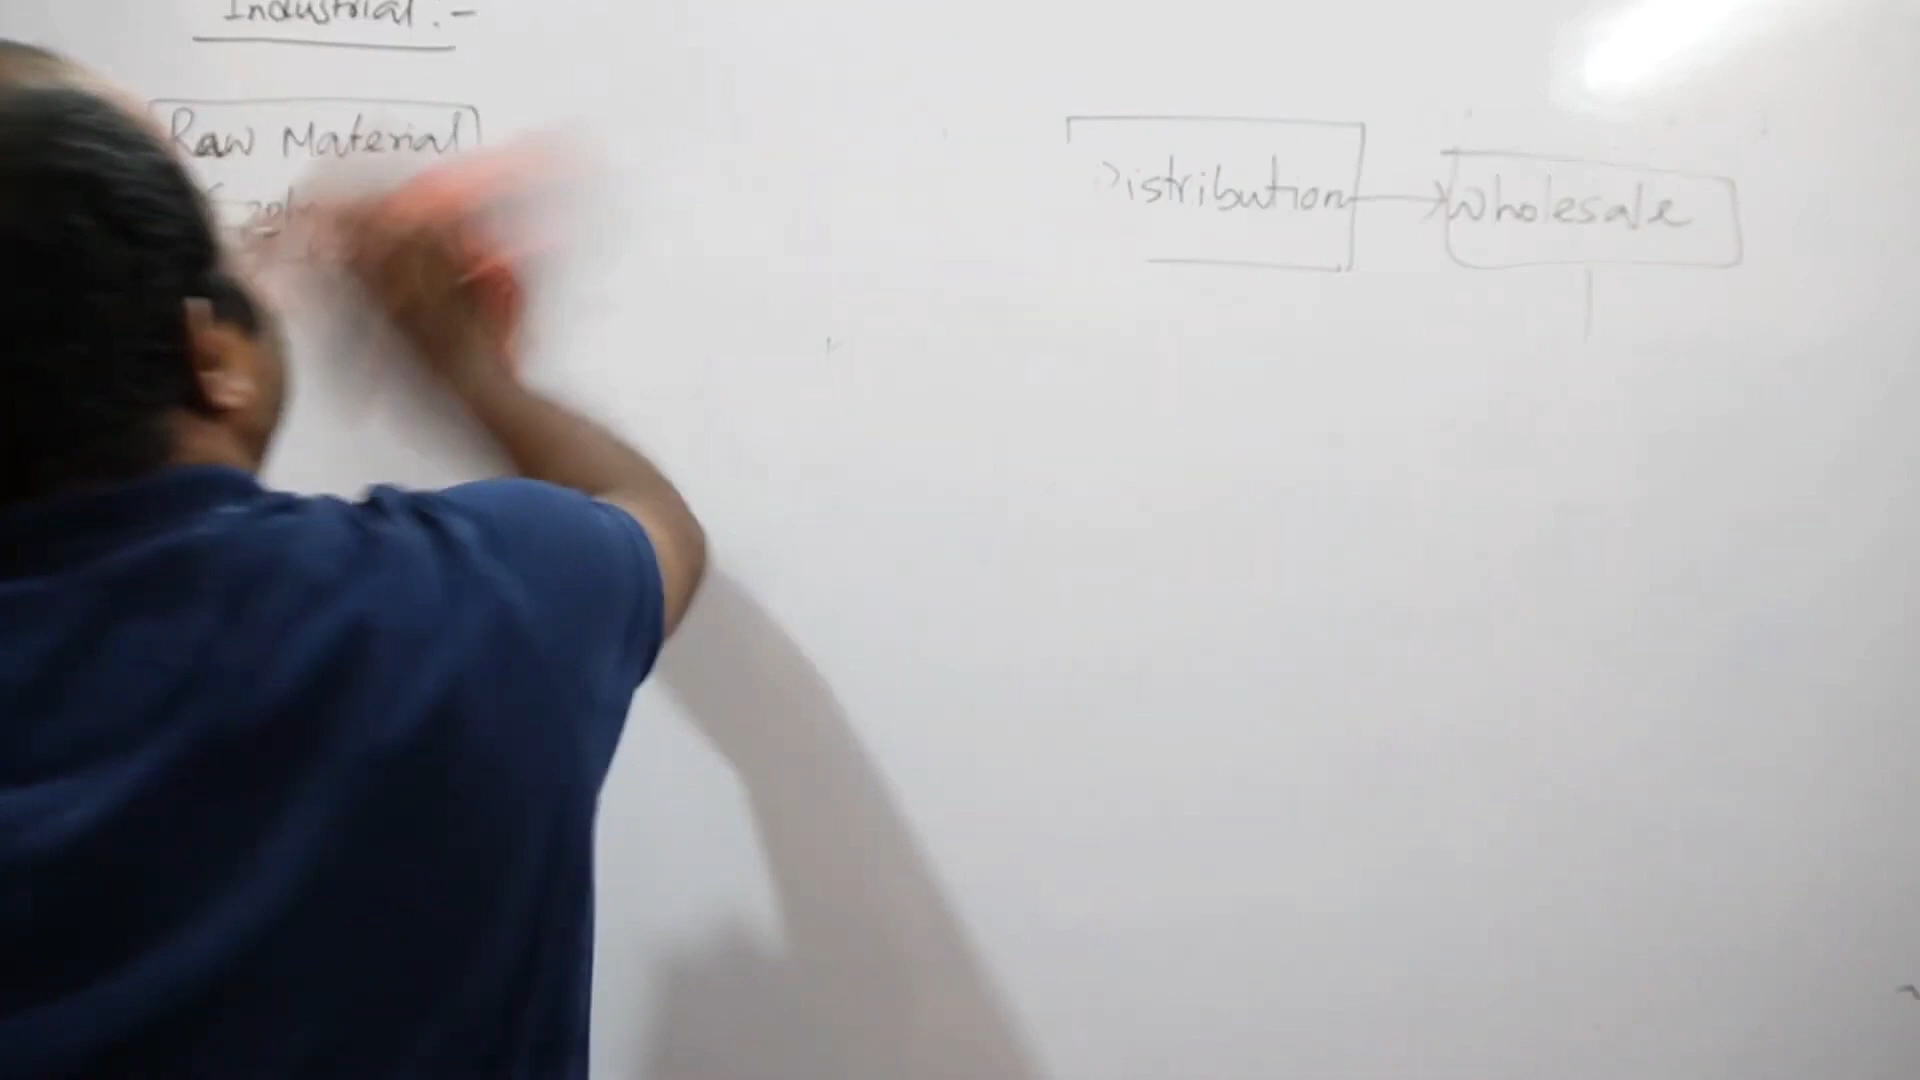 Industrial :-
Raw Material
Distribution
Wholesale